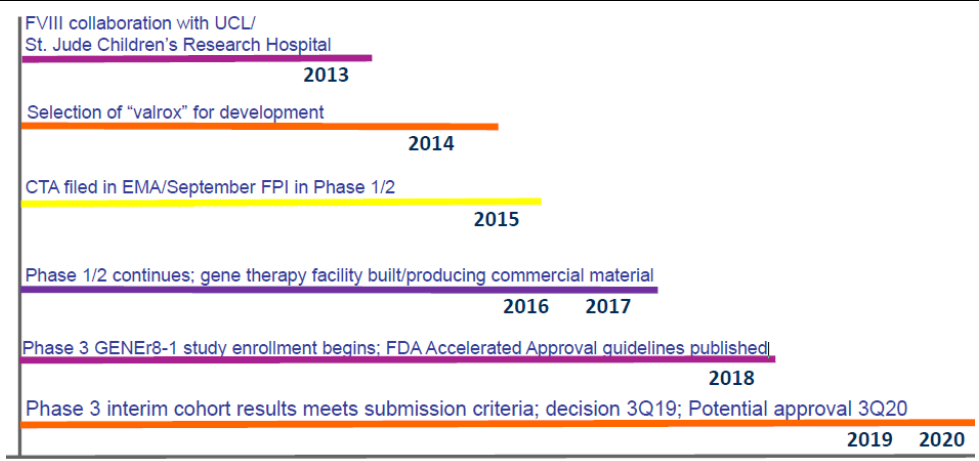 FVIII collaboration with UCL/
St. Jude Children's Research Hospital
2013
Selection of "valrox" for development
2014
CTA filed in EMA/September FPI in Phase 1/2
2015
Phase 1/2 continues; gene therapy facility built/producing commercial material
2016 2017
Phase 3 GENEr8-1 study enrollment begins; FDA Accelerated Approval guidelines published
2018
Phase 3 interim cohort results meets submission criteria; decision 3Q19; Potential approval 3Q20
2019 2020